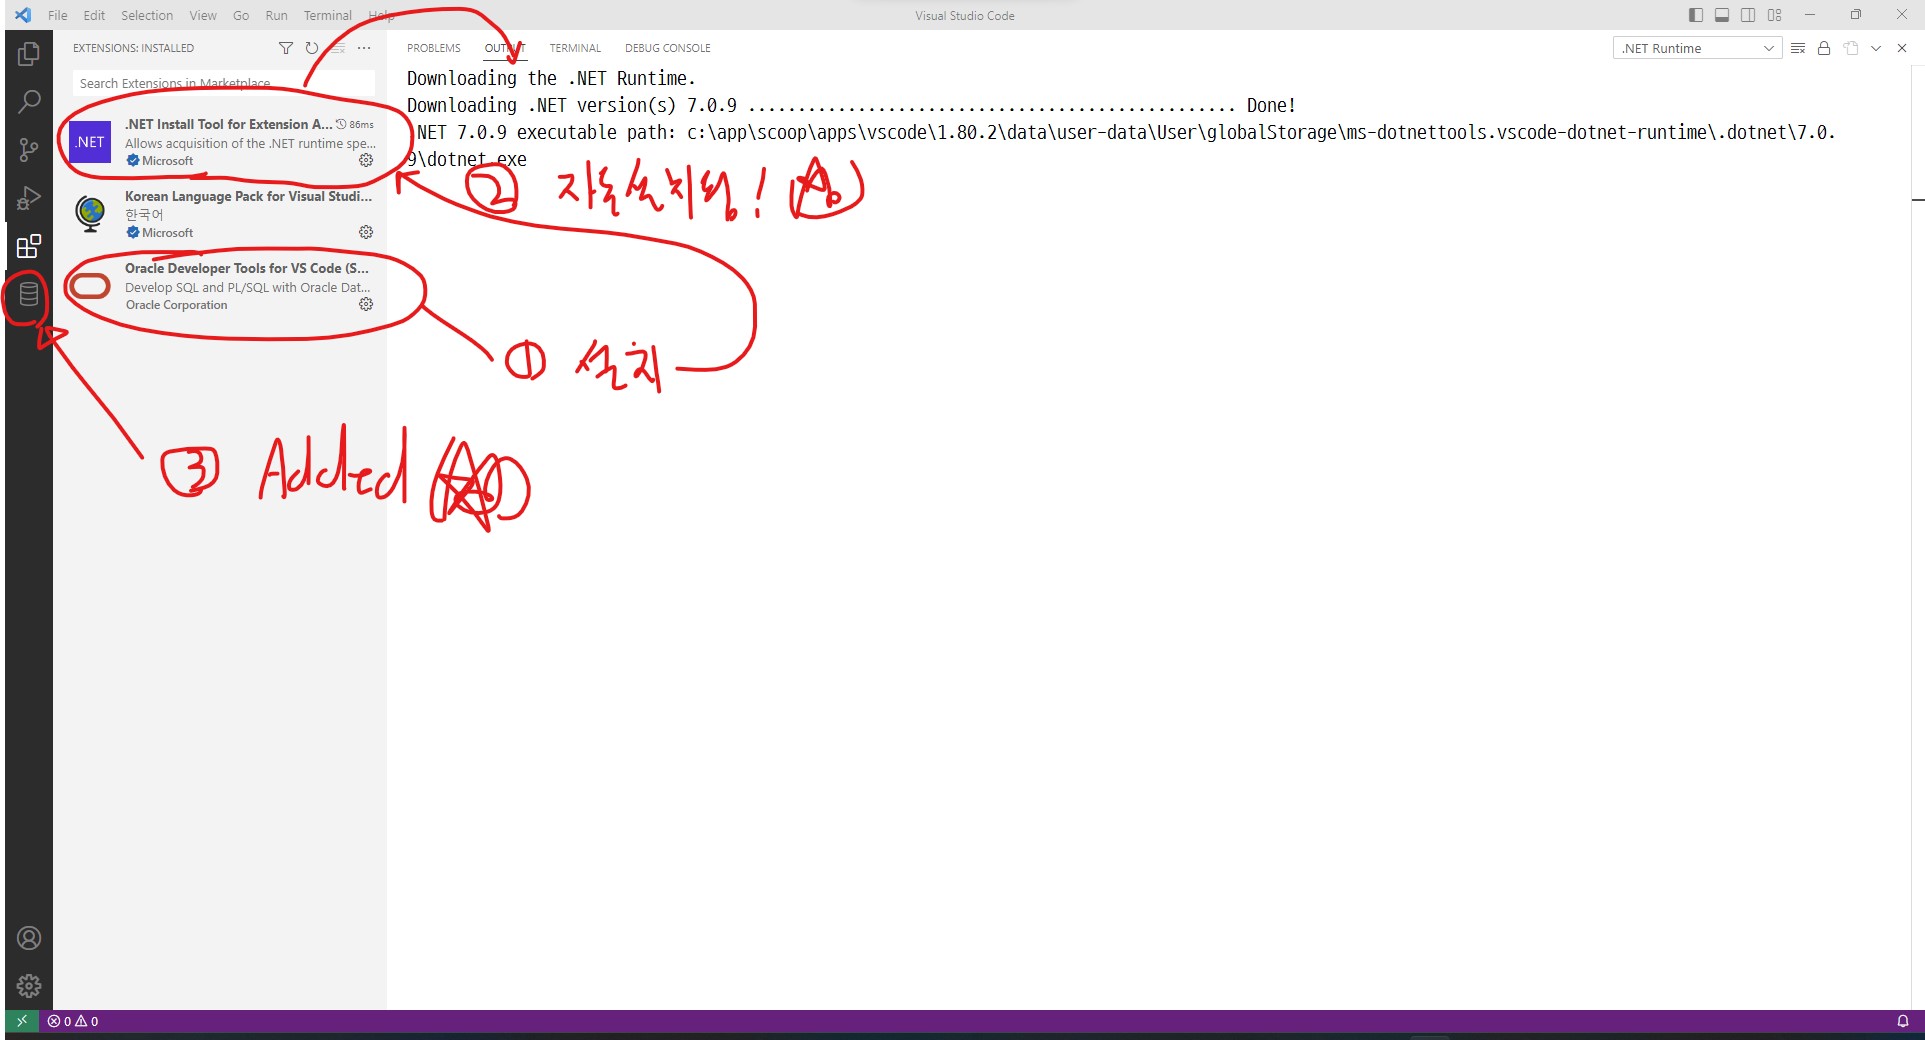 File Edit Selection View Go Run Terminal Help
Visual Studio Code
EXTENSIONS: INSTALLED
Search Extensions in Marketplace
.NET
.NET Install Tool for Extension A... 86ms
Allows acquisition of the .NET runtime spe...
Microsoft
Korean Language Pack for Visual Studi...
한국어
Microsoft
Oracle Developer Tools for VS Code (S...
Develop SQL and PL/SQL with Oracle Dat...
Oracle Corporation
PROBLEMS OUTPUT TERMINAL DEBUG CONSOLE
.NET Runtime
Downloading the .NET Runtime.
Downloading .NET version(s) 7.0.9 ................................................. Done!
.NET 7.0.9 executable path: c:\app\scoop\apps\vscode\1.80.2\data\user-data\User\globalStorage\ms-dotnettools.vscode-dotnet-runtime\.dotnet\7.0.
9\dotnet.exe
② 자동설치됨!
① 설치
③ Added
0 0